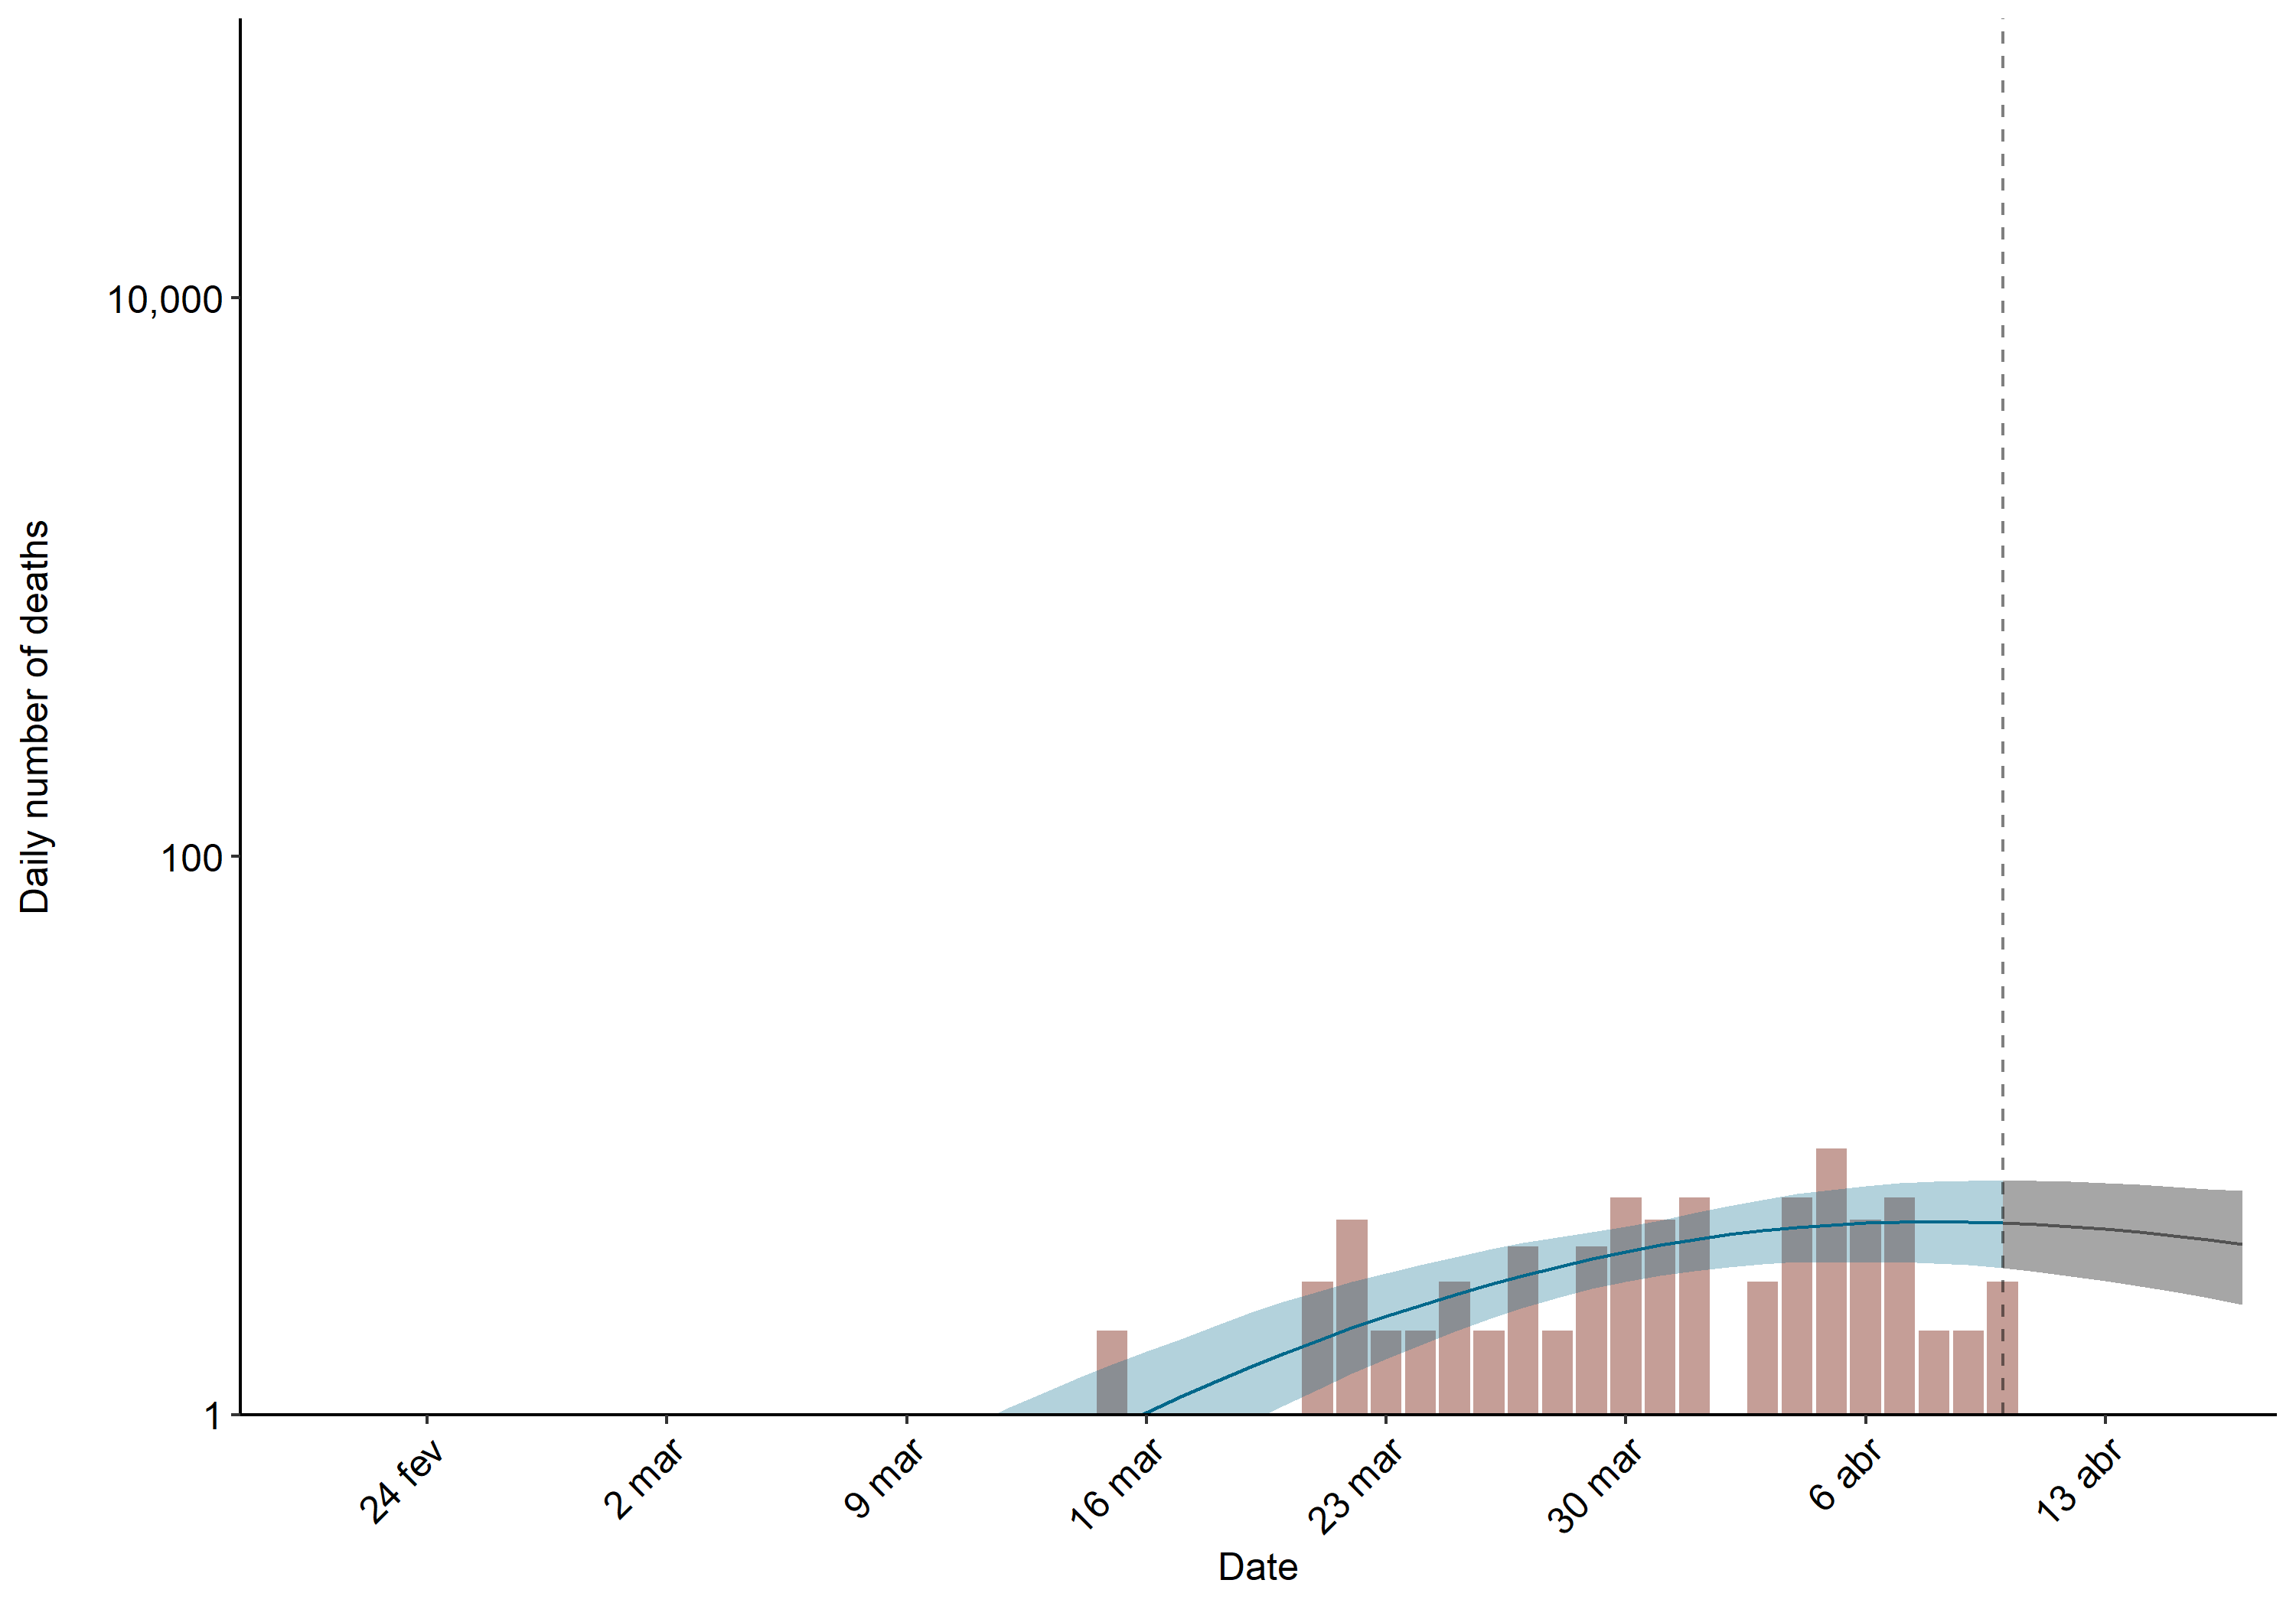 Daily number of deaths
10,000
100
1
24 fev
2 mar
9 mar
16 mar
23 mar
30 mar
6 abr
13 abr
Date